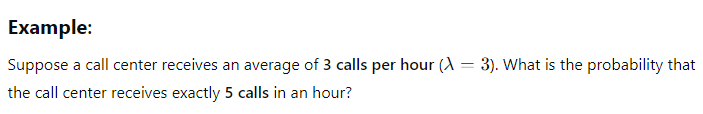 Example:
Suppose a call center receives an average of 3 calls per hour (λ = 3). What is the probability that
the call center receives exactly 5 calls in an hour?